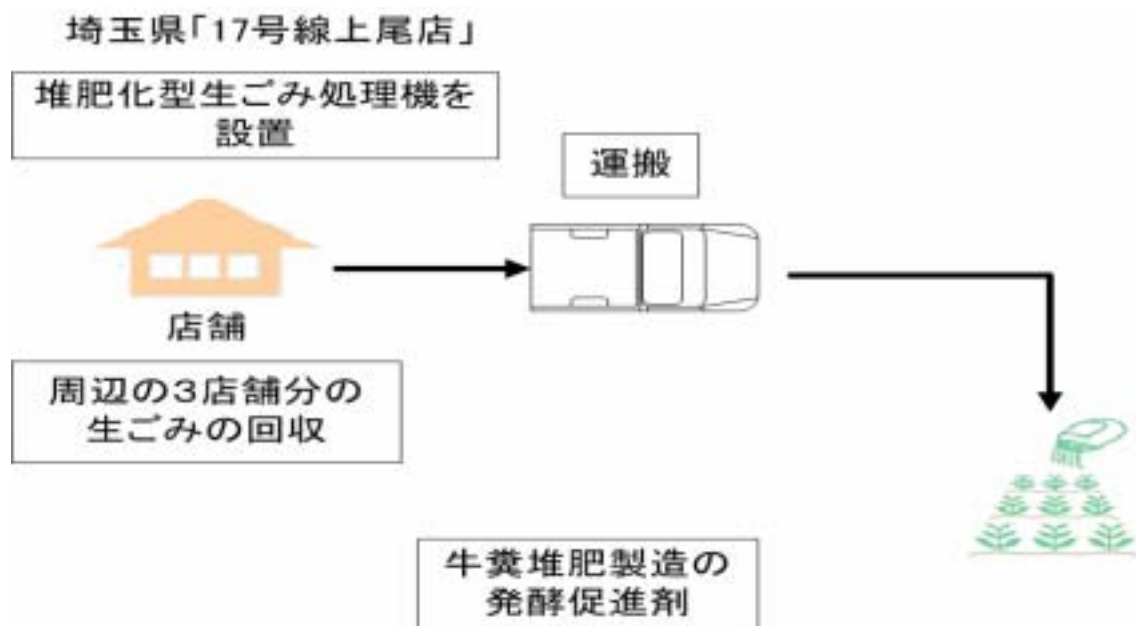 埼玉県「17号線上尾店」
堆肥化型生ごみ処理機を
設置
運搬
店舗
周辺の3店舗分の
生ごみの回収
牛糞堆肥製造の
発酵促進剤